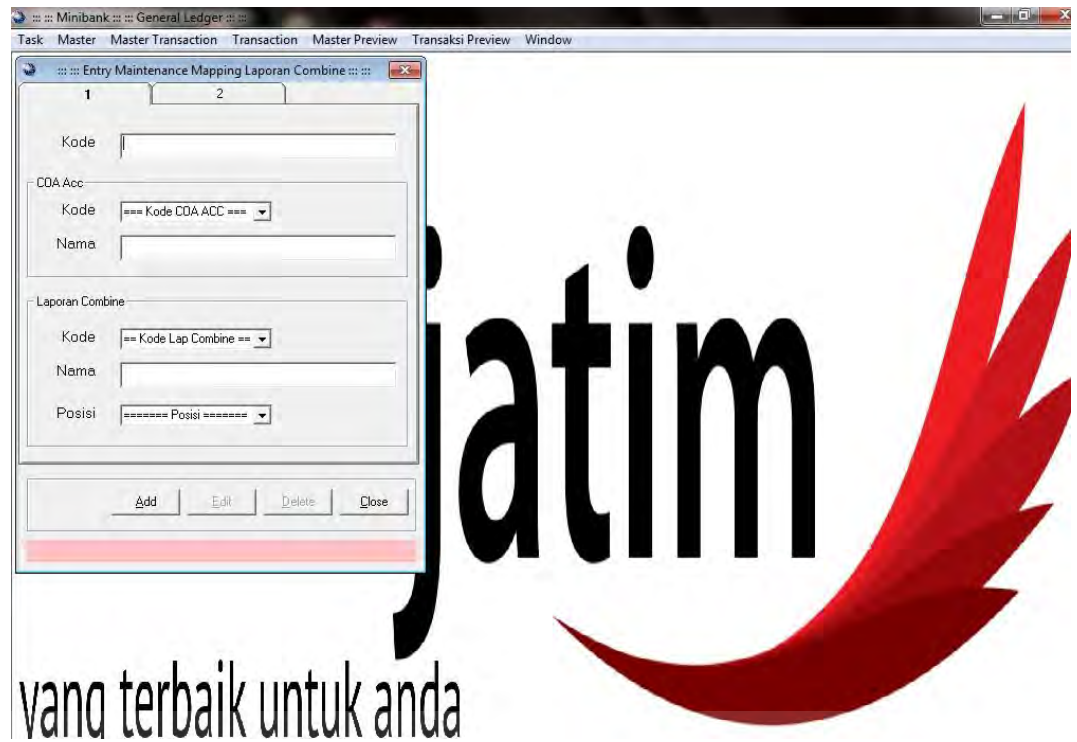 ::: ::: Minibank ::: ::: General Ledger ::: :::
Task Master Master Transaction Transaction Master Preview Transaksi Preview Window
::: ::: Entry Maintenance Mapping Laporan Combine ::: :::
1 2
Kode
COA Acc
Kode === Kode COA ACC ===
Nama
Laporan Combine
Kode == Kode Lap Combine ==
Nama
Posisi ======= Posisi =======
Add Edit Delete Close
jatim
yang terbaik untuk anda